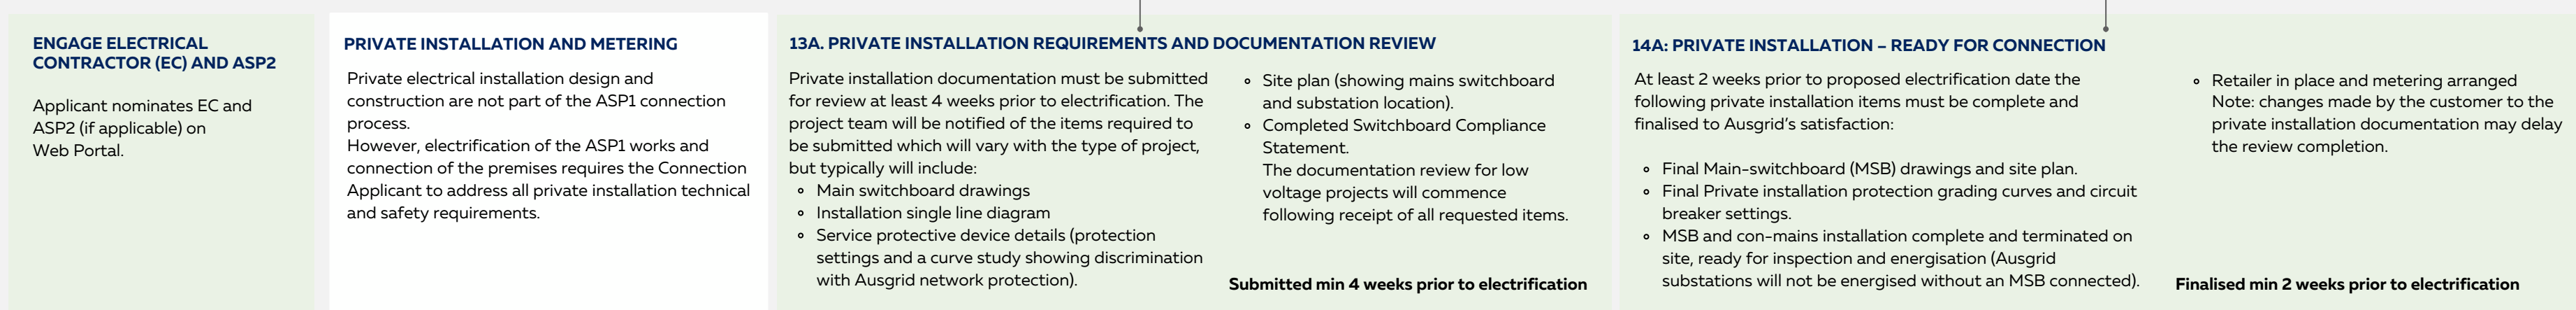 ENGAGE ELECTRICAL
CONTRACTOR (EC) AND ASP2
Applicant nominates EC and
ASP2 (if applicable) on
Web Portal.
PRIVATE INSTALLATION AND METERING
Private electrical installation design and
construction are not part of the ASP1 connection
process.
However, electrification of the ASP1 works and
connection of the premises requires the Connection
Applicant to address all private installation technical
and safety requirements.
13A. PRIVATE INSTALLATION REQUIREMENTS AND DOCUMENTATION REVIEW
Private installation documentation must be submitted
for review at least 4 weeks prior to electrification. The
project team will be notified of the items required to
be submitted which will vary with the type of project,
but typically will include:
Main switchboard drawings
Installation single line diagram
Service protective device details (protection
settings and a curve study showing discrimination
with Ausgrid network protection).
Site plan (showing mains switchboard
and substation location).
Completed Switchboard Compliance
Statement.
The documentation review for low
voltage projects will commence
following receipt of all requested items.
Submitted min 4 weeks prior to electrification
14A: PRIVATE INSTALLATION – READY FOR CONNECTION
At least 2 weeks prior to proposed electrification date the
following private installation items must be complete and
finalised to Ausgrid's satisfaction:
Final Main-switchboard (MSB) drawings and site plan.
Final Private installation protection grading curves and circuit
breaker settings.
MSB and con-mains installation complete and terminated on
site, ready for inspection and energisation (Ausgrid
substations will not be energised without an MSB connected).
Retailer in place and metering arranged
Note: changes made by the customer to the
private installation documentation may delay
the review completion.
Finalised min 2 weeks prior to electrification